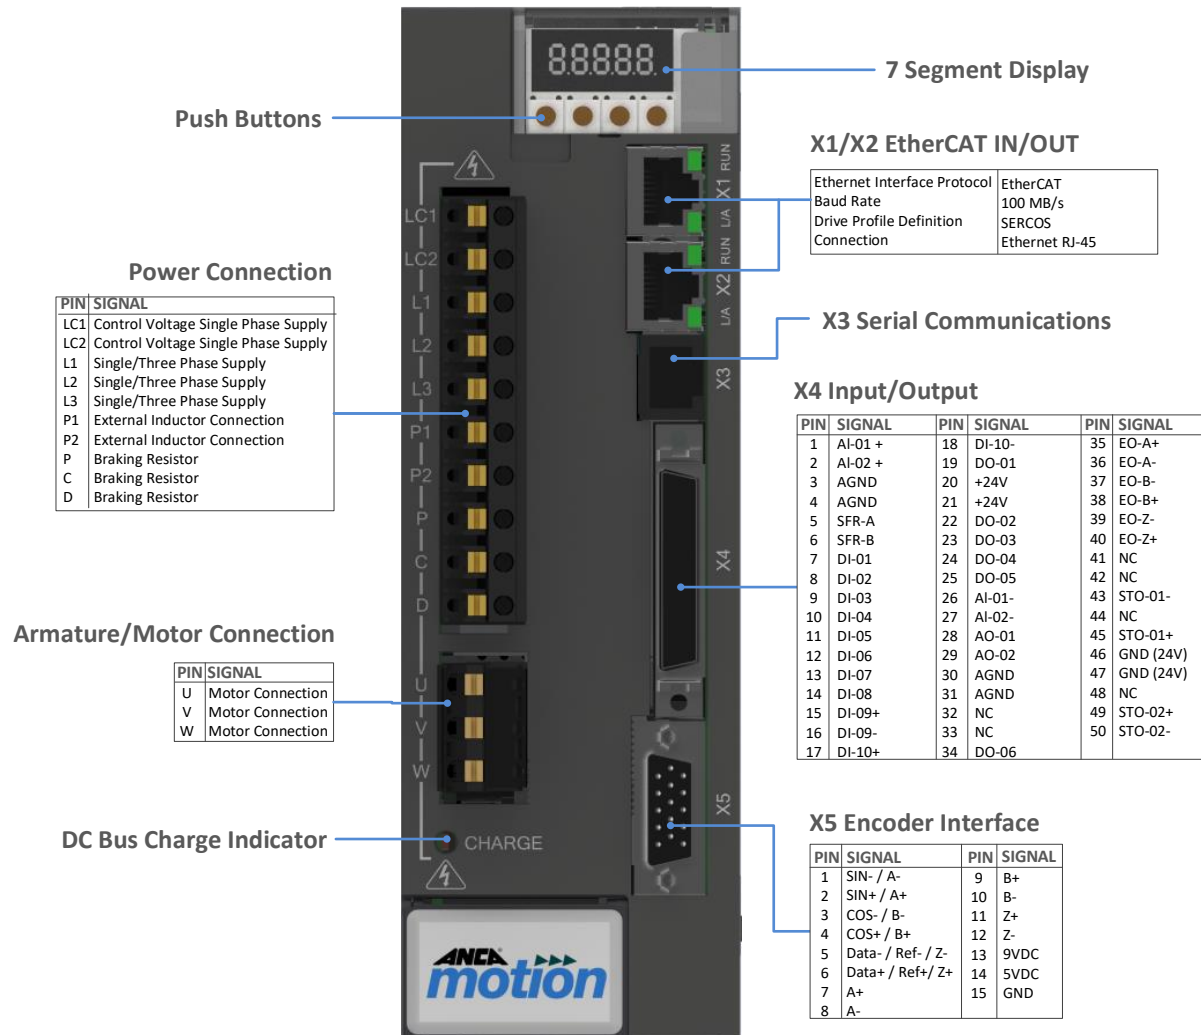 88888.
7 Segment Display
Push Buttons
X1/X2 EtherCAT IN/OUT
Ethernet Interface Protocol EtherCAT
Baud Rate 100 MB/s
Drive Profile Definition SERCOS
Connection Ethernet RJ-45
RUN
X1
L/A
RUN
X2
L/A
X3
X4
X5
LC1
LC2
L1
L2
L3
P1
P2
P
C
D
U
V
W
CHARGE
Power Connection
PIN SIGNAL
LC1 Control Voltage Single Phase Supply
LC2 Control Voltage Single Phase Supply
L1 Single/Three Phase Supply
L2 Single/Three Phase Supply
L3 Single/Three Phase Supply
P1 External Inductor Connection
P2 External Inductor Connection
P Braking Resistor
C Braking Resistor
D Braking Resistor
X3 Serial Communications
X4 Input/Output
PIN SIGNAL PIN SIGNAL PIN SIGNAL
1 AI-01 + 18 DI-10- 35 EO-A+
2 AI-02 + 19 DO-01 36 EO-A-
3 AGND 20 +24V 37 EO-B-
4 AGND 21 +24V 38 EO-B+
5 SFR-A 22 DO-02 39 EO-Z-
6 SFR-B 23 DO-03 40 EO-Z+
7 DI-01 24 DO-04 41 NC
8 DI-02 25 DO-05 42 NC
9 DI-03 26 AI-01- 43 STO-01-
10 DI-04 27 AI-02- 44 NC
11 DI-05 28 AO-01 45 STO-01+
12 DI-06 29 AO-02 46 GND (24V)
13 DI-07 30 AGND 47 GND (24V)
14 DI-08 31 AGND 48 NC
15 DI-09+ 32 NC 49 STO-02+
16 DI-09- 33 NC 50 STO-02-
17 DI-10+ 34 DO-06
Armature/Motor Connection
PIN SIGNAL
U Motor Connection
V Motor Connection
W Motor Connection
DC Bus Charge Indicator
X5 Encoder Interface
PIN SIGNAL PIN SIGNAL
1 SIN- / A- 9 B+
2 SIN+ / A+ 10 B-
3 COS- / B- 11 Z+
4 COS+ / B+ 12 Z-
5 Data- / Ref- / Z- 13 9VDC
6 Data+ / Ref+/ Z+ 14 5VDC
7 A+ 15 GND
8 A-
ANCA
motion